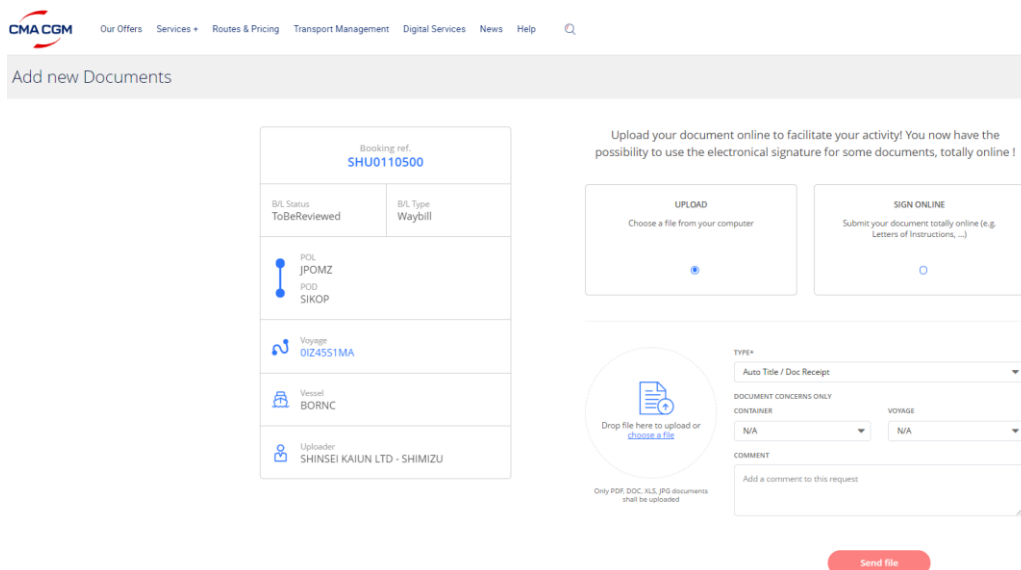 CMA CGM
Our Offers Services + Routes & Pricing Transport Management Digital Services News Help
Add new Documents
Booking ref.
SHU0110500
B/L Status
ToBeReviewed
B/L Type
Waybill
POL
JPOMZ
POD
SIKOP
Voyage
0IZ45S1MA
Vessel
BORNC
Uploader
SHINSEI KAIUN LTD - SHIMIZU
Upload your document online to facilitate your activity! You now have the
possibility to use the electronical signature for some documents, totally online !
UPLOAD
Choose a file from your computer
SIGN ONLINE
Submit your document totally online (e.g.
Letters of Instructions, ...)
Drop file here to upload or
choose a file
Only PDF, DOC, XLS, JPG documents
shall be uploaded
TYPE*
Auto Title / Doc Receipt
DOCUMENT CONCERNS ONLY
CONTAINER
N/A
VOYAGE
N/A
COMMENT
Add a comment to this request
Send file